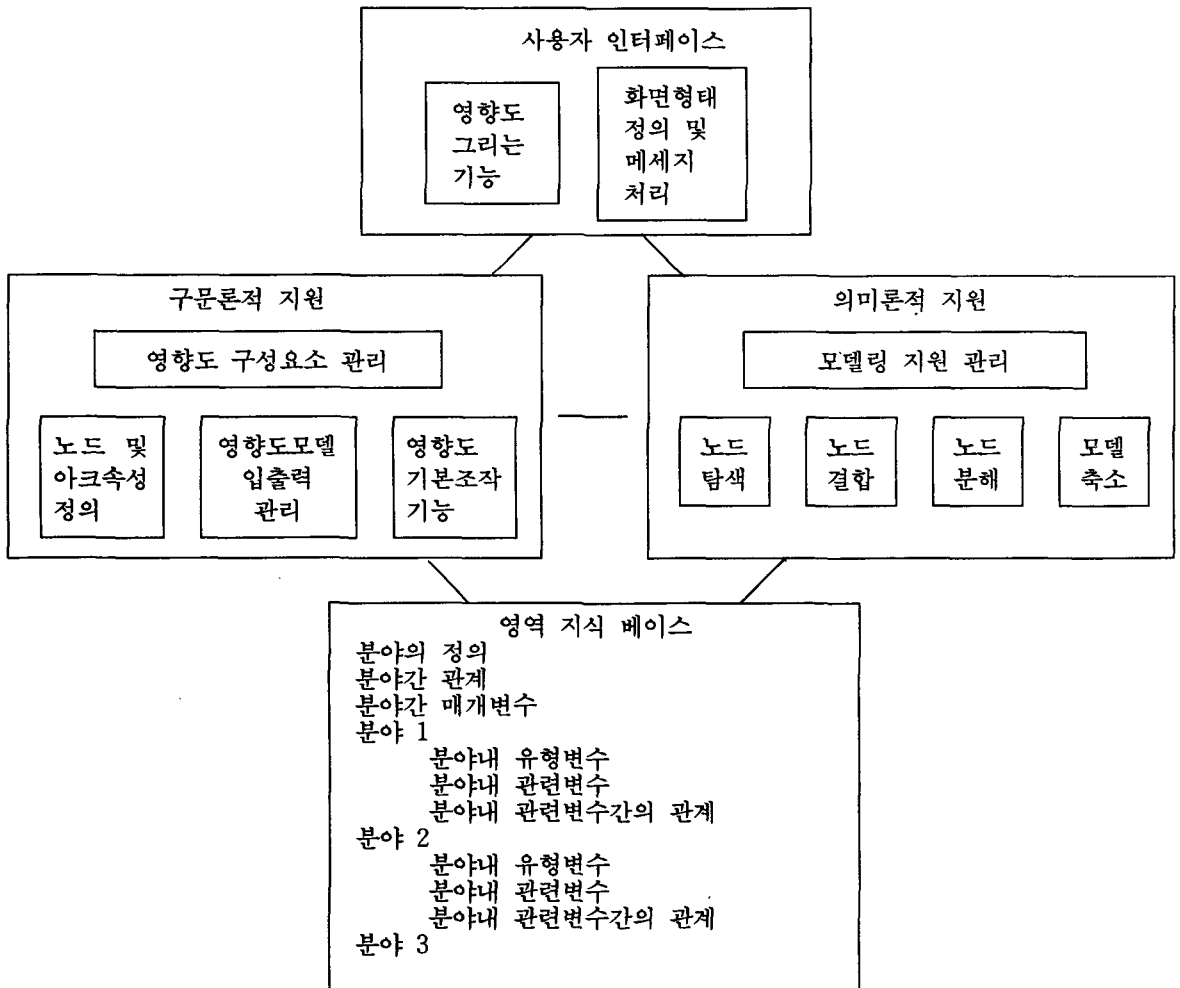 사용자 인터페이스
영향도
그리는
기능
화면형태
정의 및
메세지
처리
구문론적 지원
영향도 구성요소 관리
노드 및
아크속성
정의
영향도모델
입출력
관리
영향도
기본조작
기능
의미론적 지원
모델링 지원 관리
노드
탐색
노드
결합
노드
분해
모델
축소
영역 지식 베이스
분야의 정의
분야간 관계
분야간 매개변수
분야 1
분야내 유형변수
분야내 관련변수
분야내 관련변수간의 관계
분야 2
분야내 유형변수
분야내 관련변수
분야내 관련변수간의 관계
분야 3